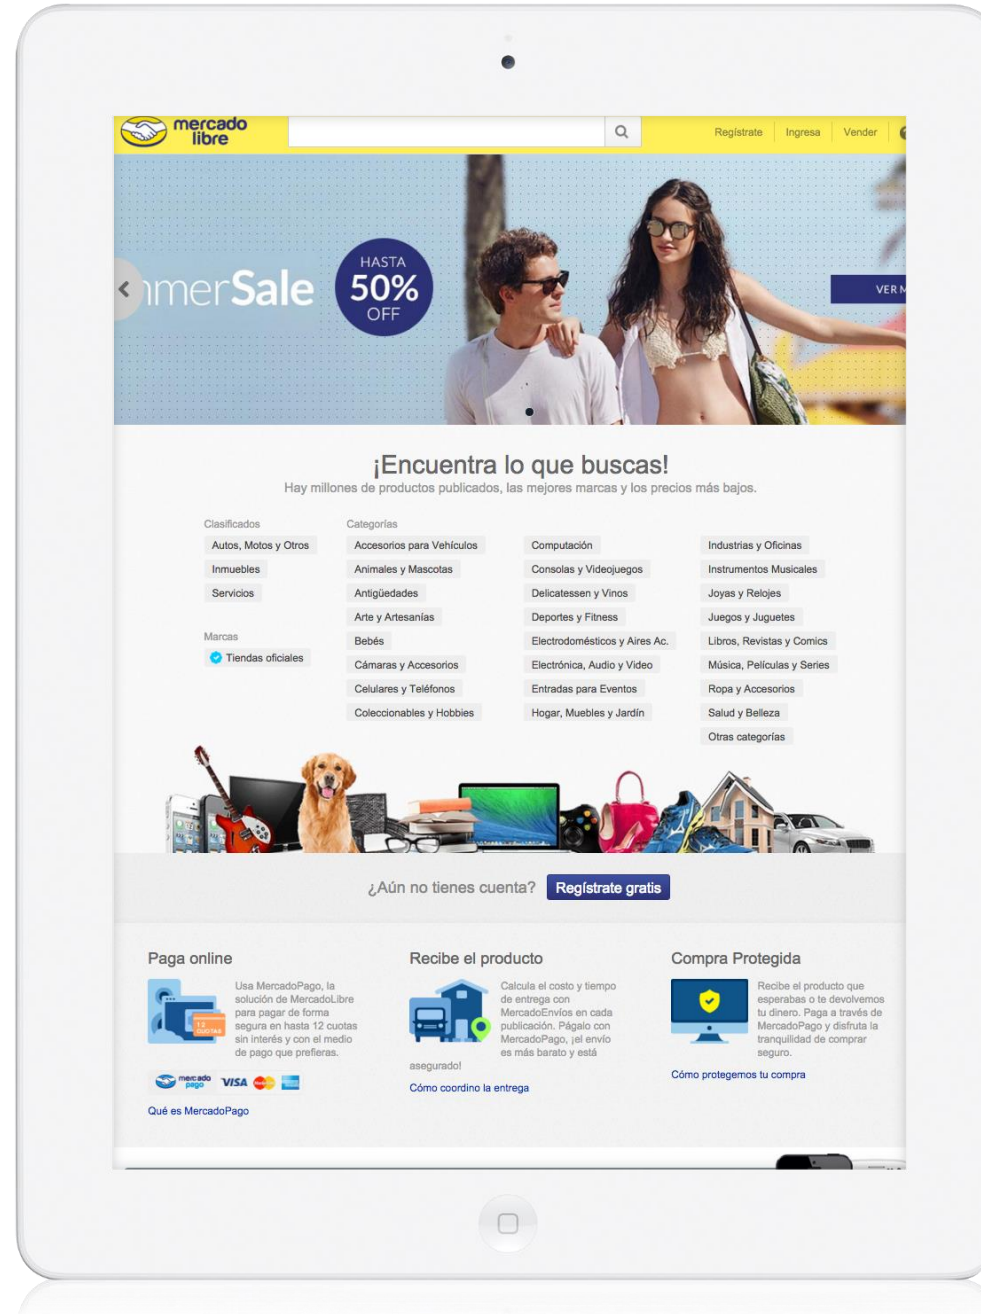 mercado
libre
Regístrate
Ingresa
Vender
Sale
HASTA
50%
OFF
VER
¡Encuentra lo que buscas!
Hay millones de productos publicados, las mejores marcas y los precios más bajos.
Clasificados
Autos, Motos y Otros
Inmuebles
Servicios
Marcas
Tiendas oficiales
Categorías
Accesorios para Vehículos
Animales y Mascotas
Antigüedades
Arte y Artesanías
Bebés
Cámaras y Accesorios
Celulares y Teléfonos
Coleccionables y Hobbies
Computación
Consolas y Videojuegos
Delicatessen y Vinos
Deportes y Fitness
Electrodomésticos y Aires Ac.
Electrónica, Audio y Video
Entradas para Eventos
Hogar, Muebles y Jardín
Industrias y Oficinas
Instrumentos Musicales
Joyas y Relojes
Juegos y Juguetes
Libros, Revistas y Comics
Música, Películas y Series
Ropa y Accesorios
Salud y Belleza
Otras categorías
¿Aún no tienes cuenta? Regístrate gratis
Paga online
Usa MercadoPago, la
solución de MercadoLibre
para pagar de forma
segura en hasta 12 cuotas
sin interés y con el medio
de pago que prefieras.
12
CUOTAS
mercado
pago
VISA
Qué es MercadoPago
Recibe el producto
Calcula el costo y tiempo
de entrega con
MercadoEnvíos en cada
publicación. Págalo con
MercadoPago, ¡el envío
es más barato y está
asegurado!
Cómo coordino la entrega
Compra Protegida
Recibe el producto que
esperabas o te devolvemos
tu dinero. Paga a través de
MercadoPago y disfruta la
tranquilidad de comprar
seguro.
Cómo protegemos tu compra